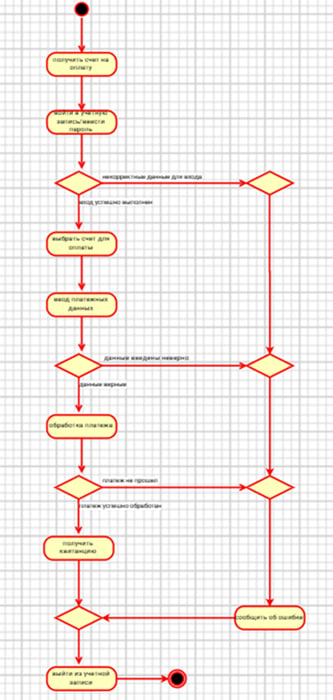 получить счет на
оплату
войти в учетную
запись/ввести
пароль
некорректные данные для входа
вход успешно выполнен
выбрать счет для
оплаты
ввод платежных
данных
данные введены неверно
данные верные
обработка платежа
платеж не прошел
платеж успешно обработан
получить
квитанцию
сообщить об ошибке
выйти из учетной
записи